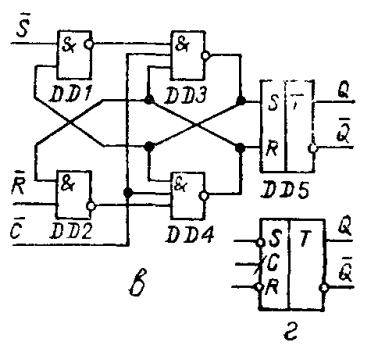 S̅ & &
DD1 DD3
S T Q
R Q̅
R̅ & &
DD5
C̅ DD2 DD4
в
S T Q
C
R Q̅
г